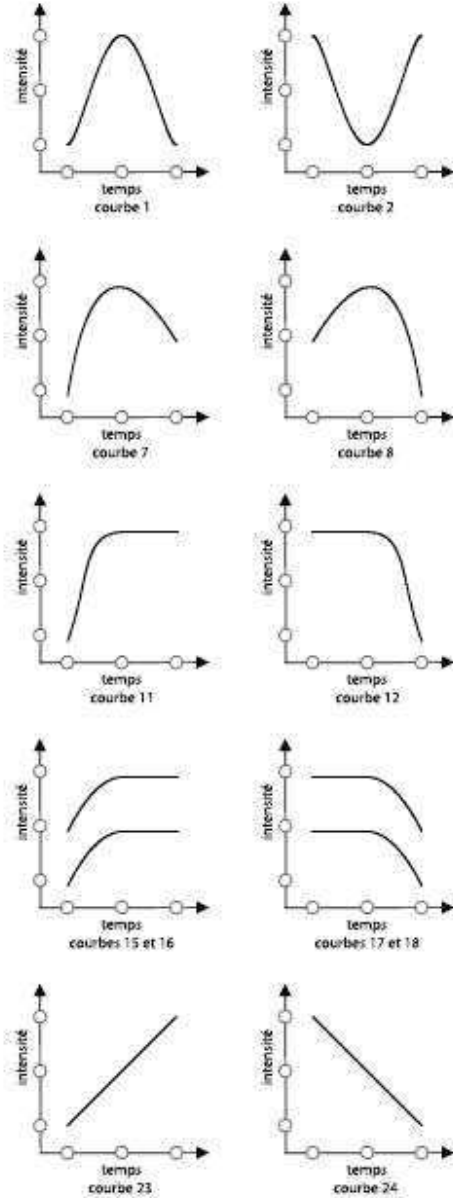 intensité
temps
courbe 1
intensité
temps
courbe 2
intensité
temps
courbe 7
intensité
temps
courbe 8
intensité
temps
courbe 11
intensité
temps
courbe 12
intensité
temps
courbes 15 et 16
intensité
temps
courbes 17 et 18
intensité
temps
courbe 23
intensité
temps
courbe 24